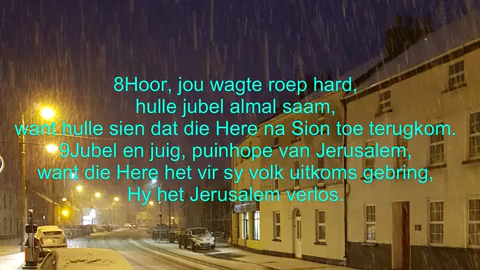 8Hoor, jou wagte roep hard,
hulle jubel almal saam,
want hulle sien dat die Here na Sion toe terugkom.
9Jubel en juig, puinhope van Jerusalem,
want die Here het vir sy volk uitkoms gebring,
Hy het Jerusalem verlos.